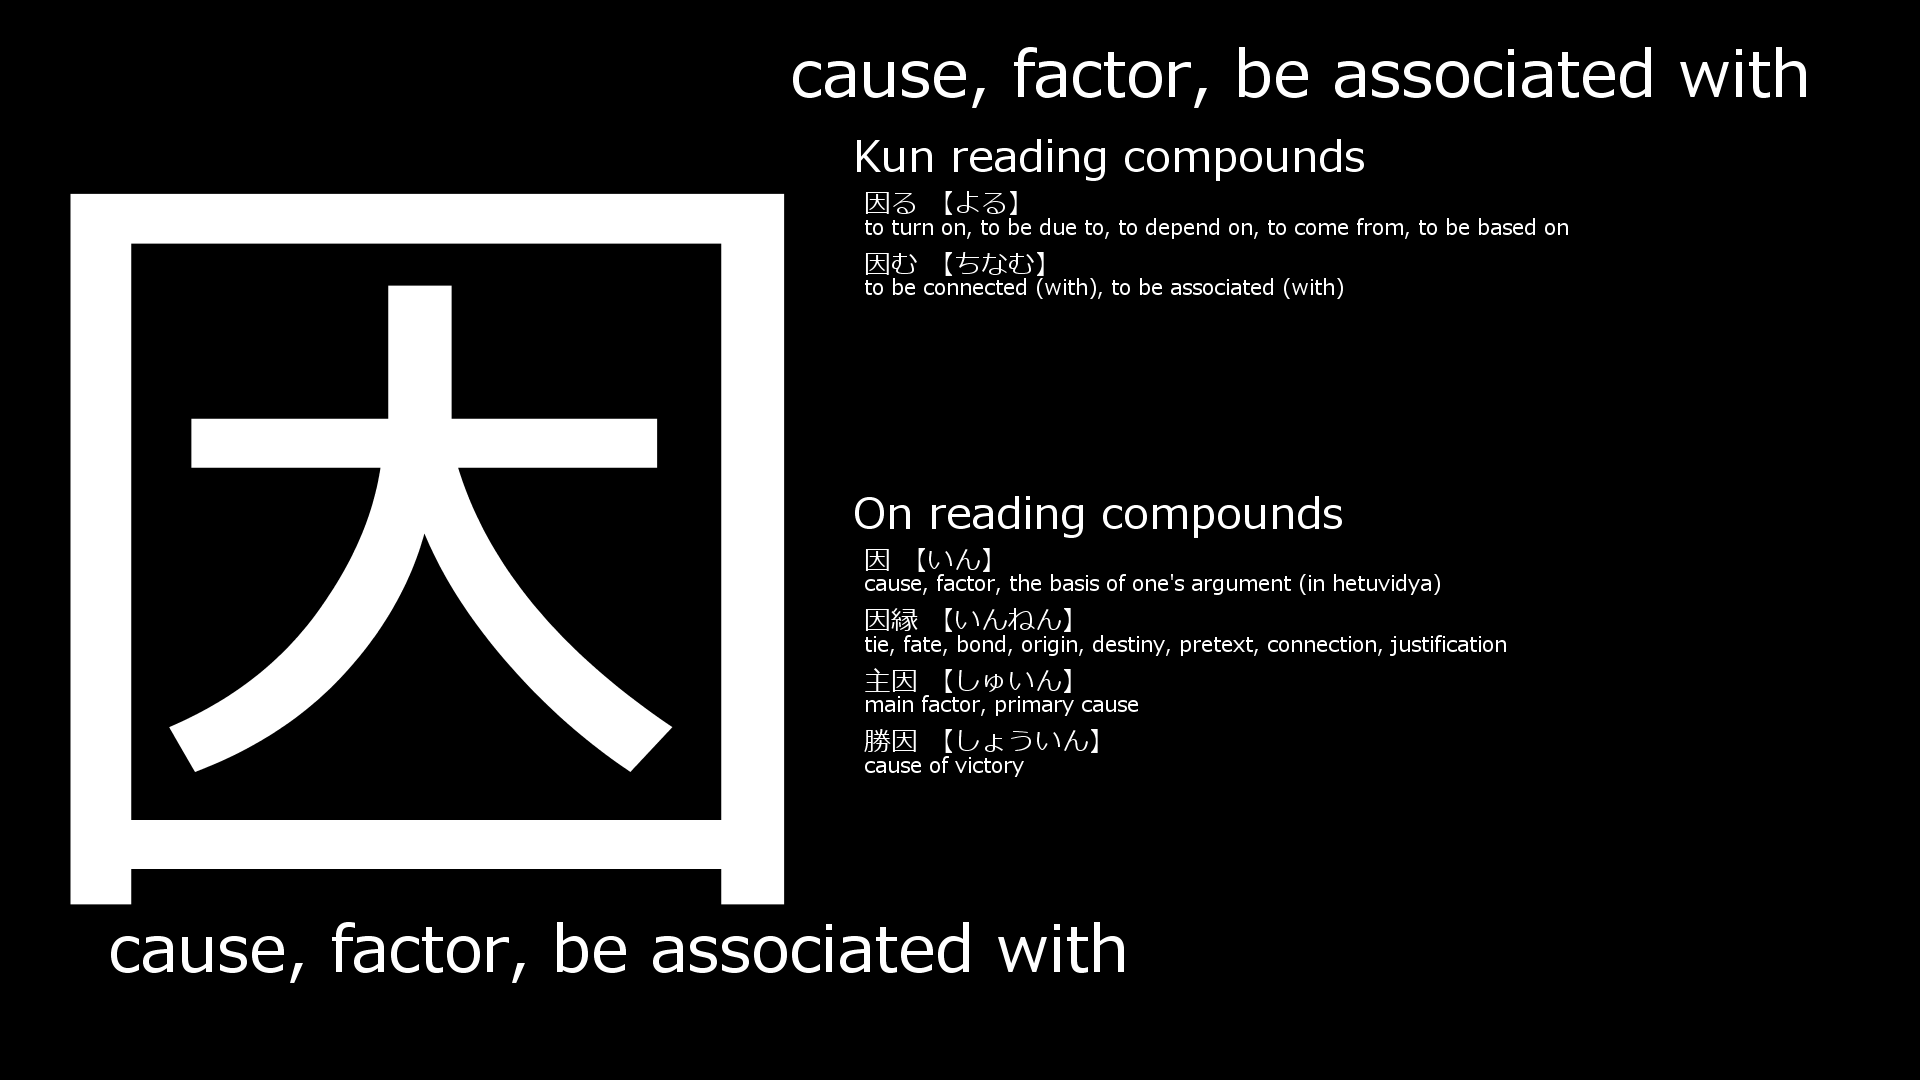 cause, factor, be associated with
因
Kun reading compounds
因る 【よる】
to turn on, to be due to, to depend on, to come from, to be based on
因む 【ちなむ】
to be connected (with), to be associated (with)
On reading compounds
因 【いん】
cause, factor, the basis of one's argument (in hetuvidya)
因縁 【いんねん】
tie, fate, bond, origin, destiny, pretext, connection, justification
主因 【しゅいん】
main factor, primary cause
勝因 【しょういん】
cause of victory
cause, factor, be associated with